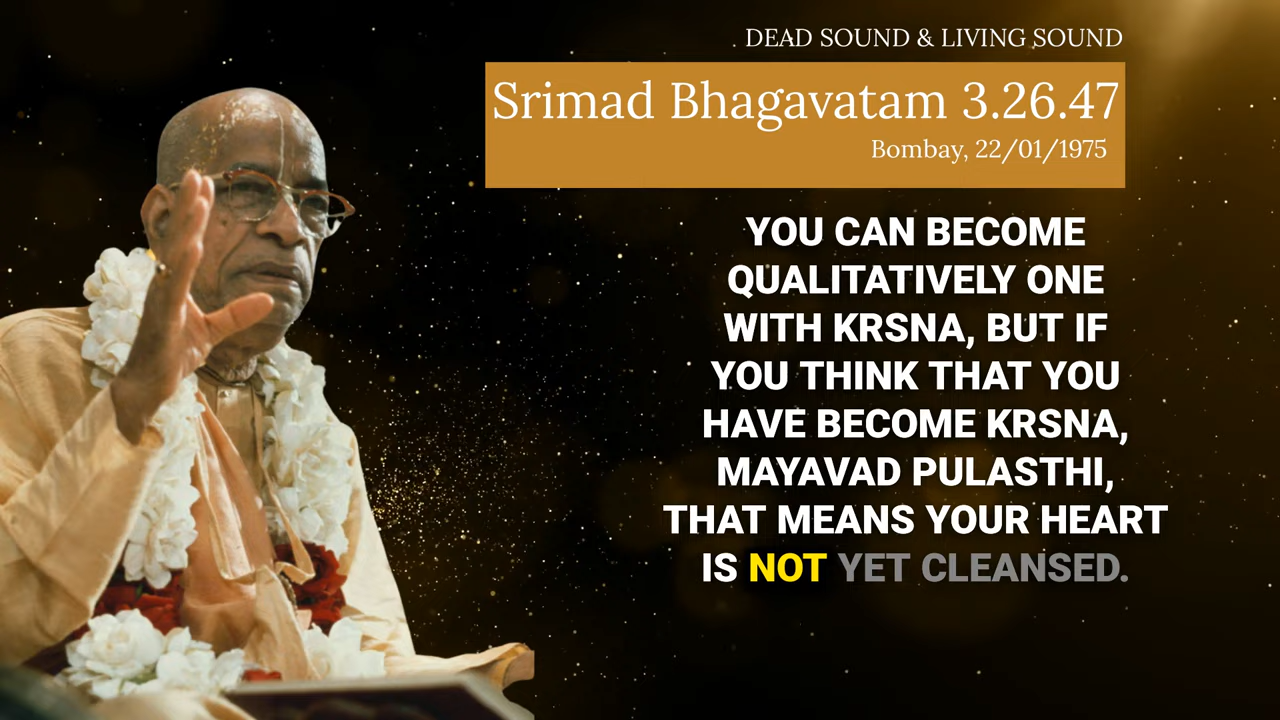 DEAD SOUND & LIVING SOUND
Srimad Bhagavatam 3.26.47
Bombay, 22/01/1975
YOU CAN BECOME
QUALITATIVELY ONE
WITH KRSNA, BUT IF
YOU THINK THAT YOU
HAVE BECOME KRSNA,
MAYAVAD PULASTHI,
THAT MEANS YOUR HEART
IS NOT YET CLEANSED.